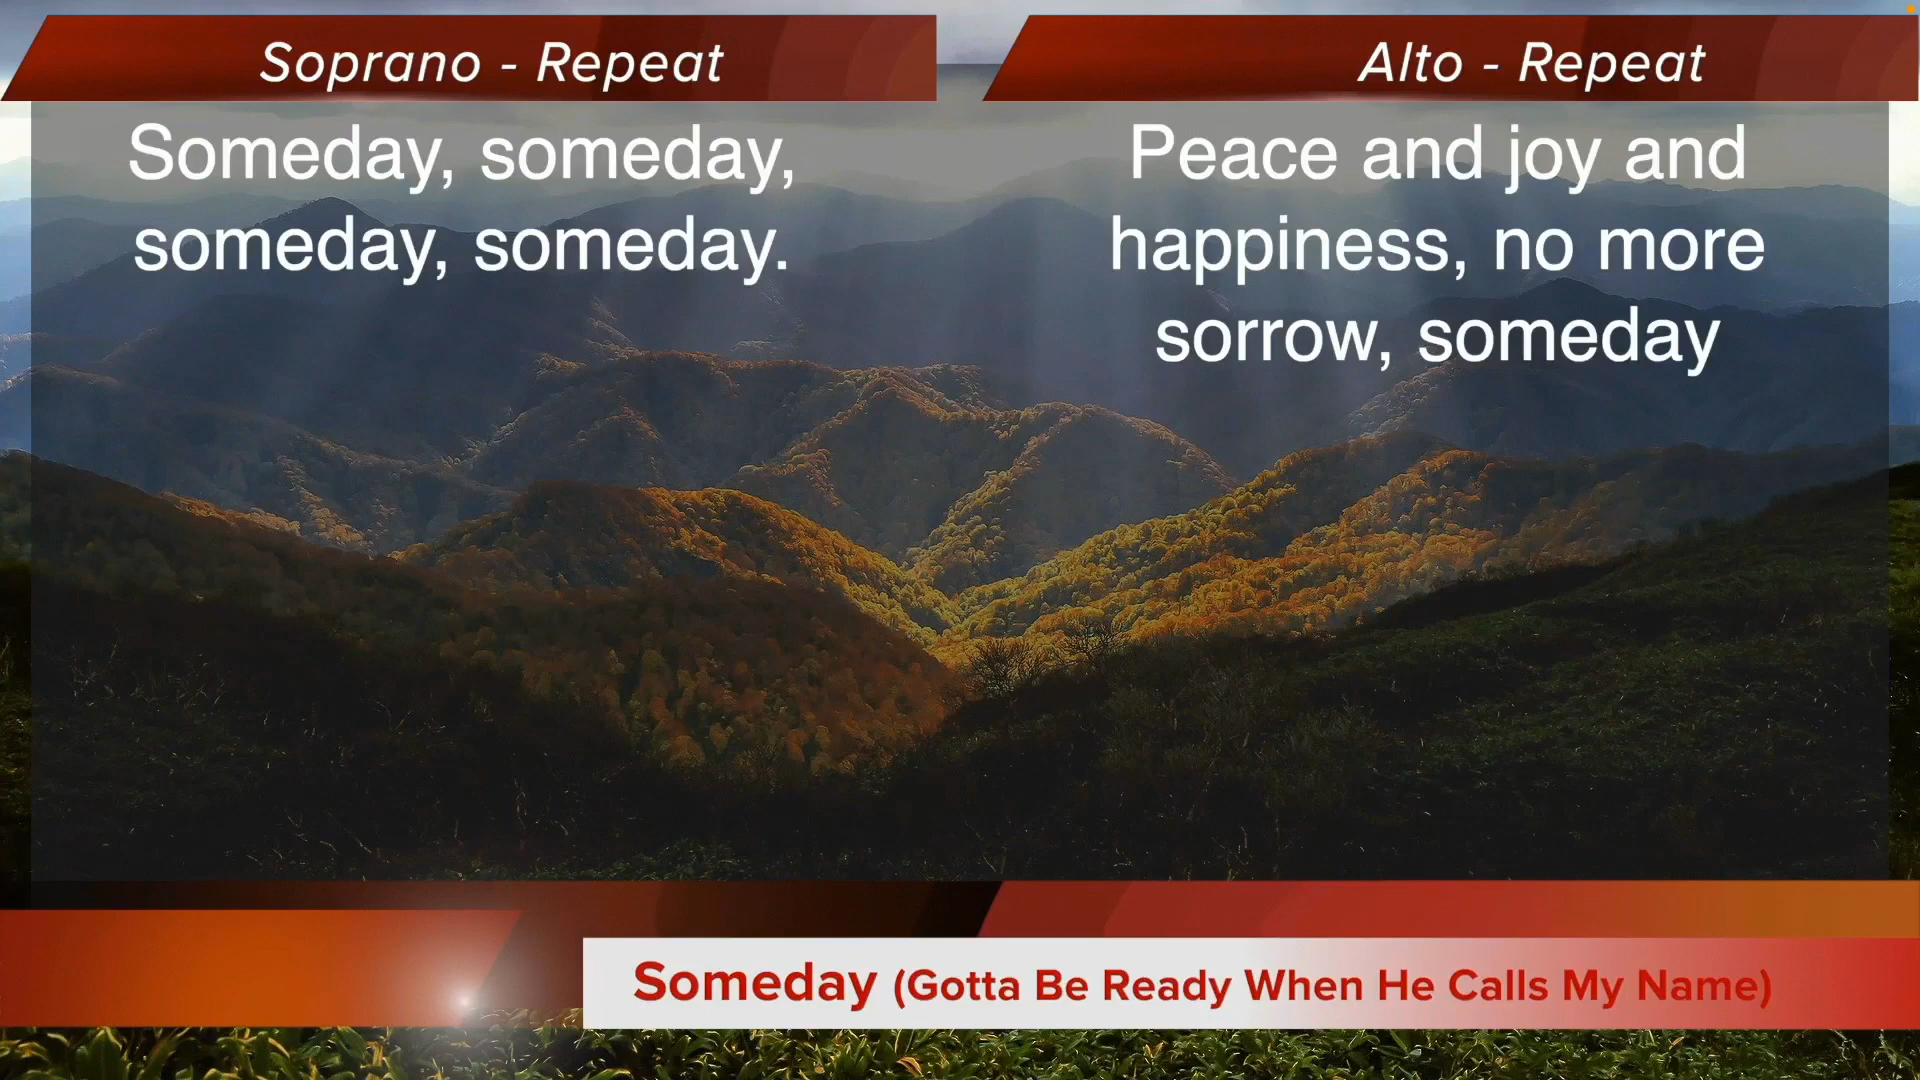 Soprano - Repeat
Someday, someday,
someday, someday.
Alto - Repeat
Peace and joy and
happiness, no more
sorrow, someday
Someday (Gotta Be Ready When He Calls My Name)